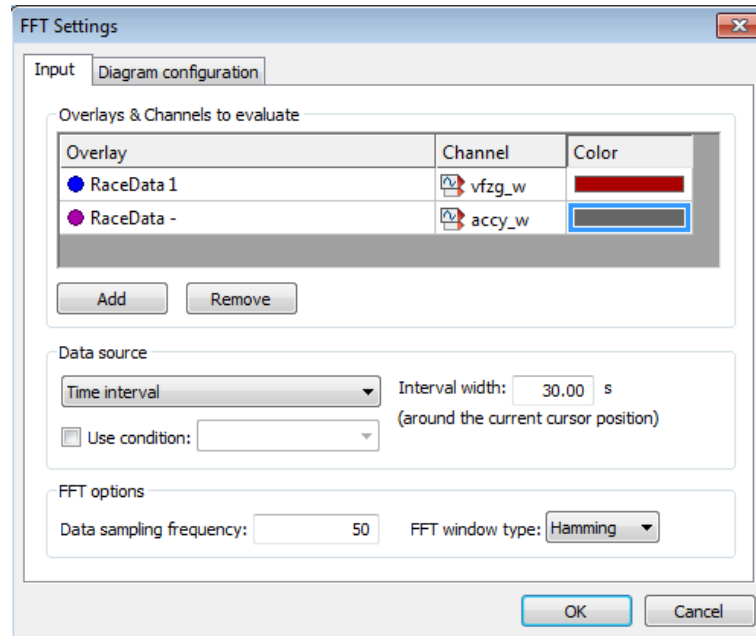 FFT Settings
Input Diagram configuration
Overlays & Channels to evaluate
Overlay Channel Color
RaceData 1 vfzg_w
RaceData - accy_w
Add Remove
Data source
Time interval Interval width: 30.00 s
(around the current cursor position)
Use condition:
FFT options
Data sampling frequency: 50 FFT window type: Hamming
OK Cancel